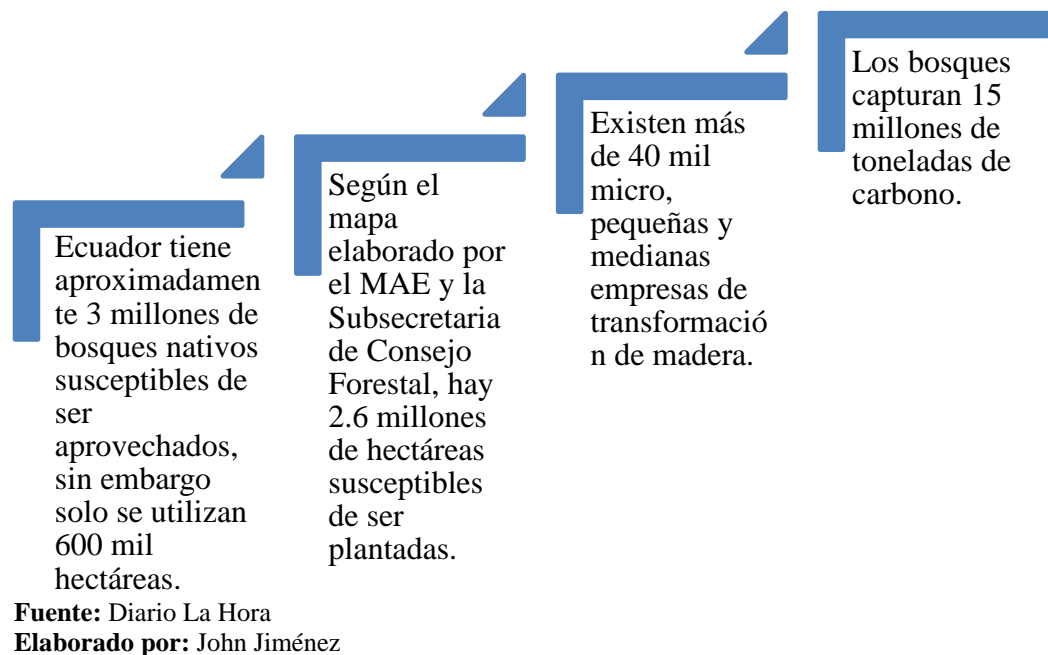 Ecuador tiene
aproximadamen
te 3 millones de
bosques nativos
susceptibles de
ser
aprovechados,
sin embargo
solo se utilizan
600 mil
hectáreas.
Según el
mapa
elaborado por
el MAE y la
Subsecretaria
de Consejo
Forestal, hay
2.6 millones
de hectáreas
susceptibles
de ser
plantadas.
Existen más
de 40 mil
micro,
pequeñas y
medianas
empresas de
transformació
n de madera.
Los bosques
capturan 15
millones de
toneladas de
carbono.
Fuente: Diario La Hora
Elaborado por: John Jiménez